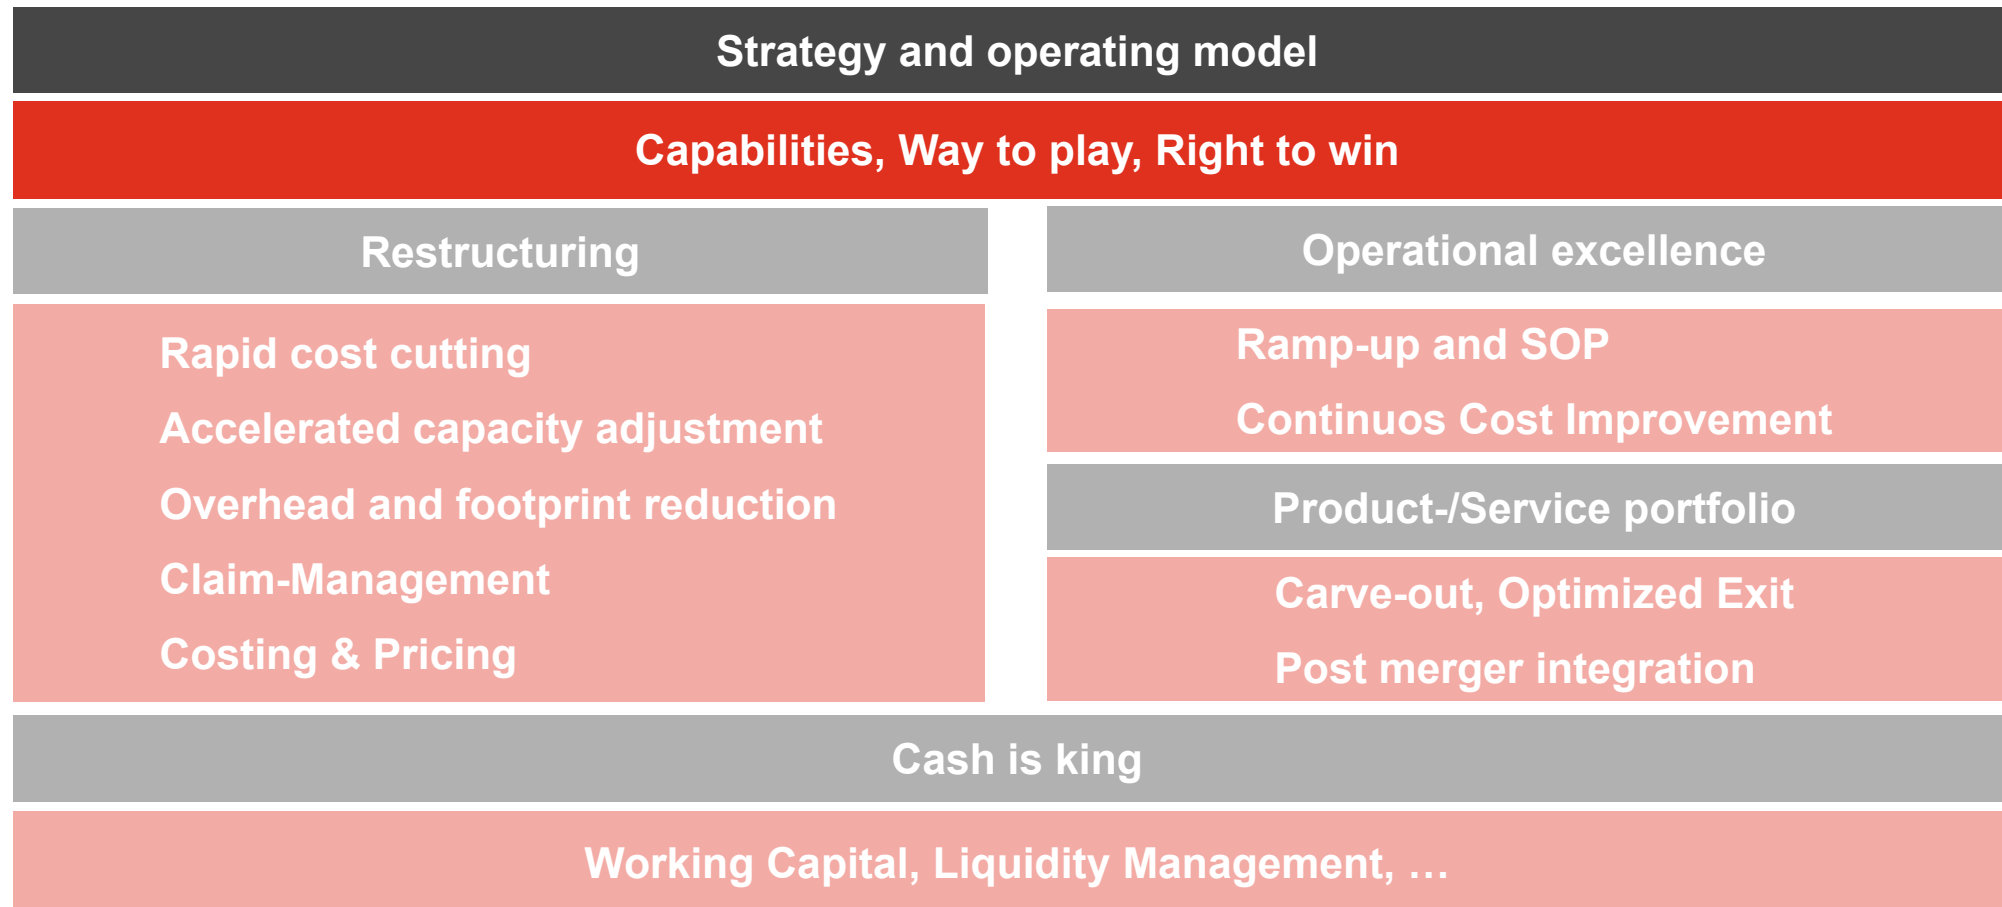 Strategy and operating model
Capabilities, Way to play, Right to win
Restructuring
Rapid cost cutting
Accelerated capacity adjustment
Overhead and footprint reduction
Claim-Management
Costing & Pricing
Operational excellence
Ramp-up and SOP
Continuos Cost Improvement
Product-/Service portfolio
Carve-out, Optimized Exit
Post merger integration
Cash is king
Working Capital, Liquidity Management, …